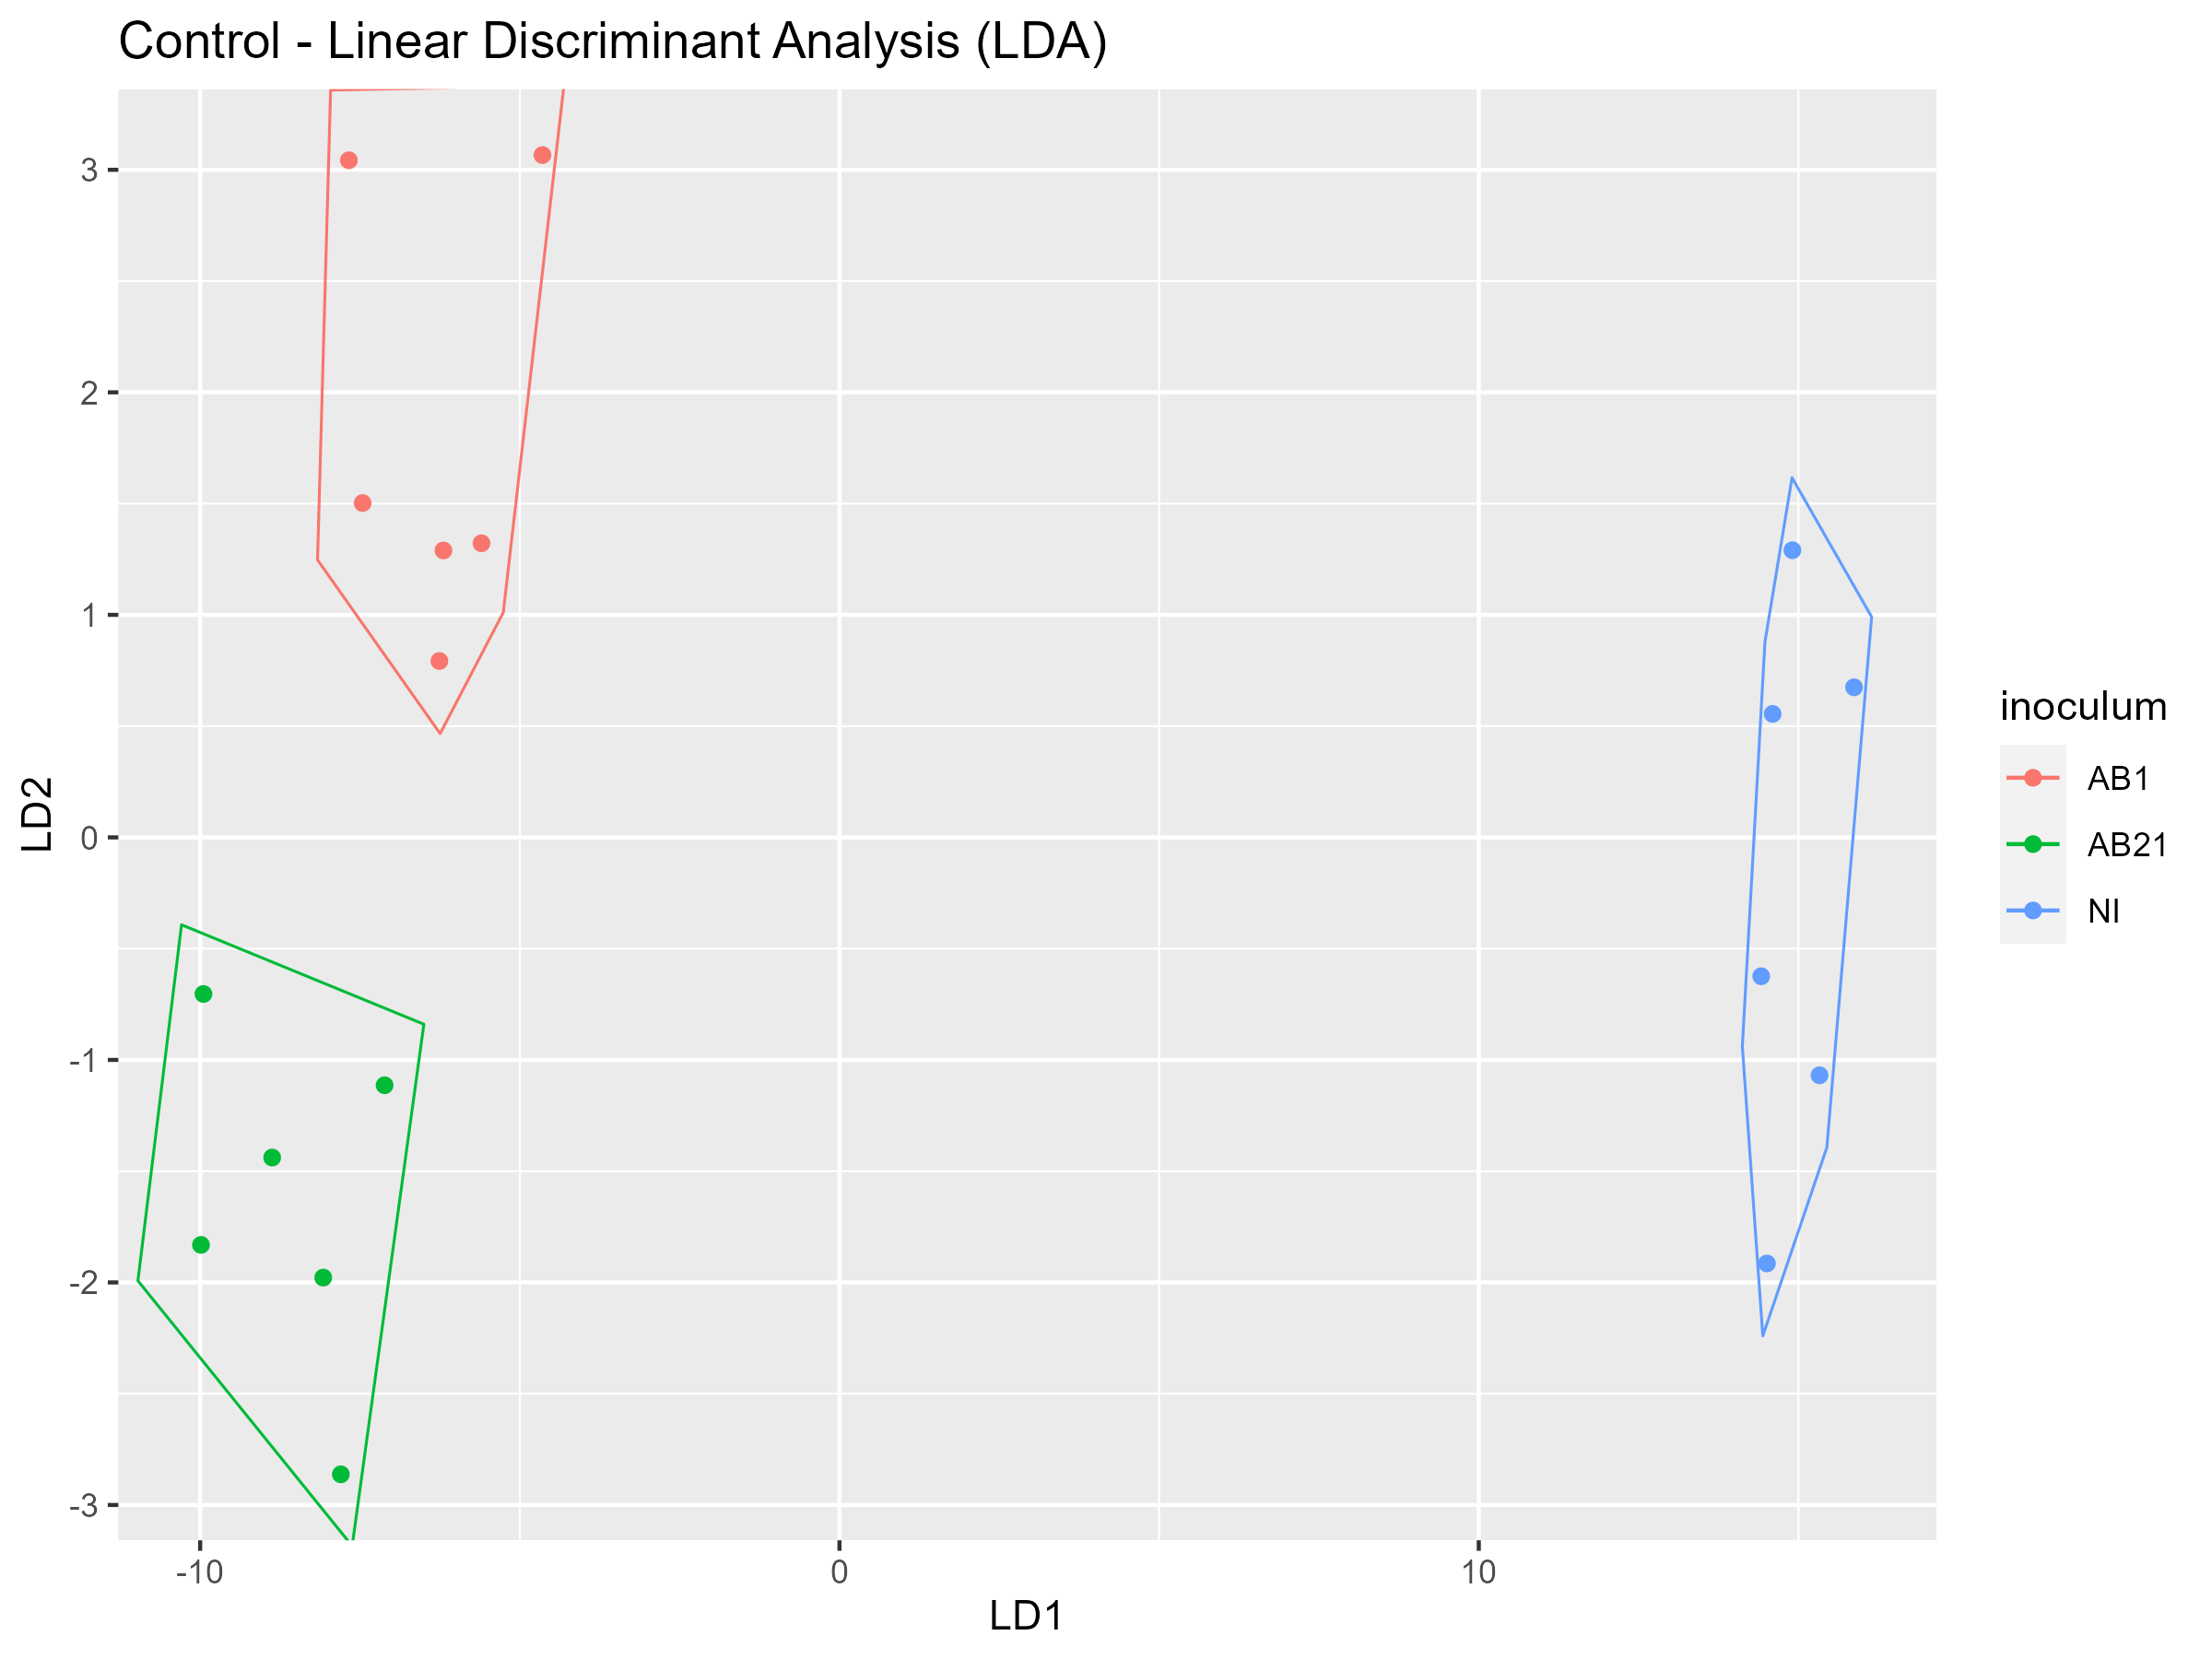 Control - Linear Discriminant Analysis (LDA)
3
2
1
0
-1
-2
-3
LD2
-10
0
10
LD1
inoculum
AB1
AB21
NI